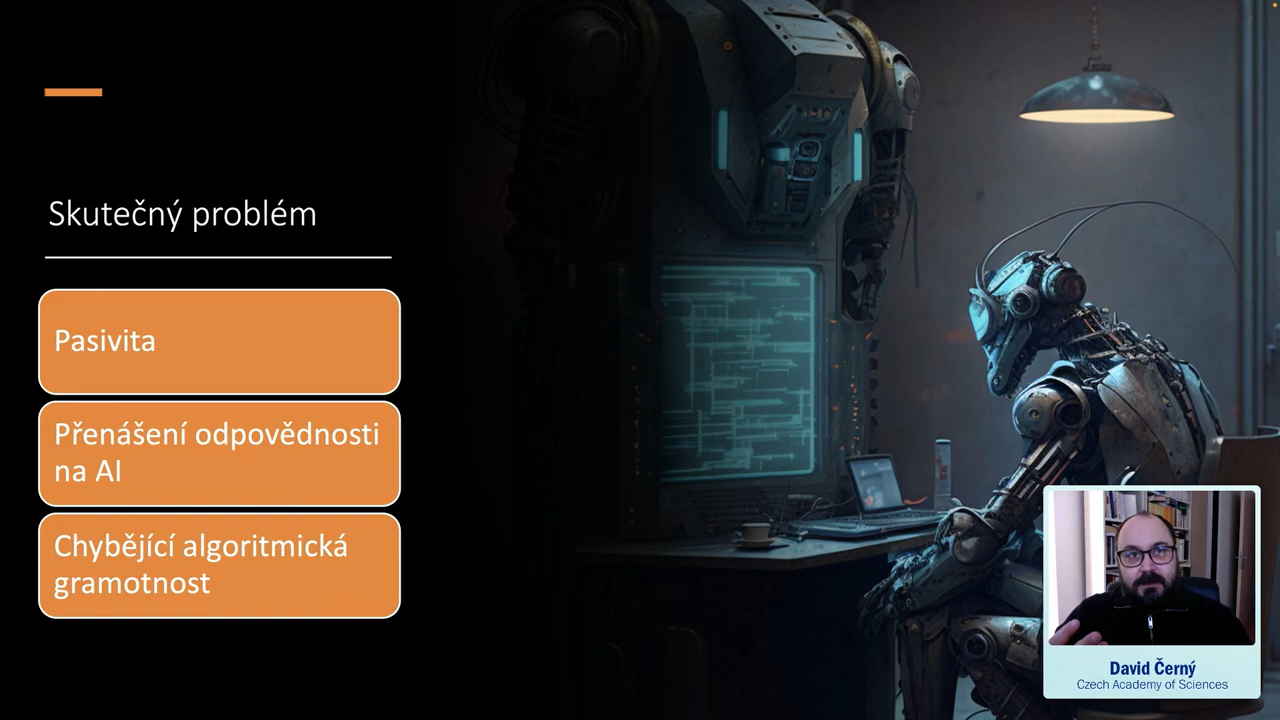 Skutečný problém
Pasivita
Přenášení odpovědnosti
na AI
Chybějící algoritmická
gramotnost
David Černý
Czech Academy of Sciences